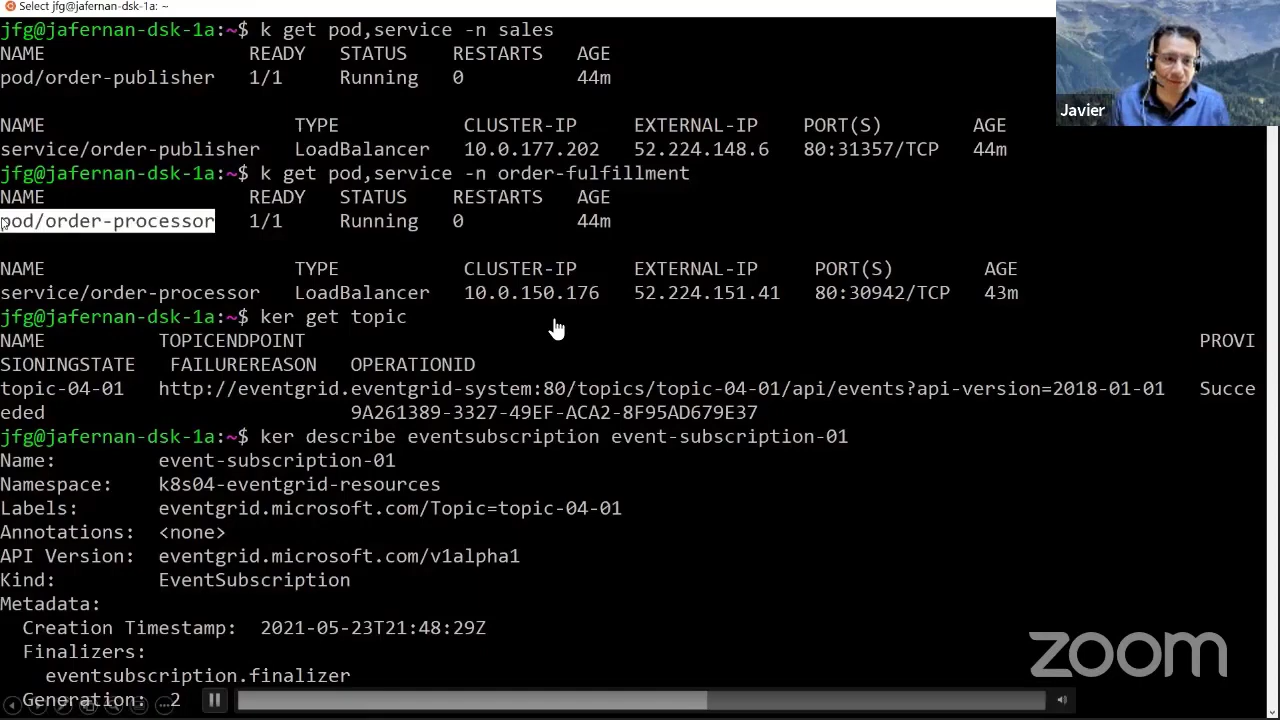 Select jfg@jafernan-dsk-1a: ~
jfg@jafernan-dsk-1a:~$ k get pod,service -n sales
NAME READY STATUS RESTARTS AGE
pod/order-publisher 1/1 Running 0 44m
NAME TYPE CLUSTER-IP EXTERNAL-IP PORT(S) AGE
service/order-publisher LoadBalancer 10.0.177.202 52.224.148.6 80:31357/TCP 44m
jfg@jafernan-dsk-1a:~$ k get pod,service -n order-fulfillment
NAME READY STATUS RESTARTS AGE
pod/order-processor 1/1 Running 0 44m
NAME TYPE CLUSTER-IP EXTERNAL-IP PORT(S) AGE
service/order-processor LoadBalancer 10.0.150.176 52.224.151.41 80:30942/TCP 43m
jfg@jafernan-dsk-1a:~$ ker get topic
NAME TOPICENDPOINT PROVI
SIONINGSTATE FAILUREREASON OPERATIONID
topic-04-01 http://eventgrid.eventgrid-system:80/topics/topic-04-01/api/events?api-version=2018-01-01 Succe
eded 9A261389-3327-49EF-ACA2-8F95AD679E37
jfg@jafernan-dsk-1a:~$ ker describe eventsubscription event-subscription-01
Name: event-subscription-01
Namespace: k8s04-eventgrid-resources
Labels: eventgrid.microsoft.com/Topic=topic-04-01
Annotations: <none>
API Version: eventgrid.microsoft.com/v1alpha1
Kind: EventSubscription
Metadata:
Creation Timestamp: 2021-05-23T21:48:29Z
Finalizers:
eventsubscription.finalizer
Generation: 2
Javier
zoom